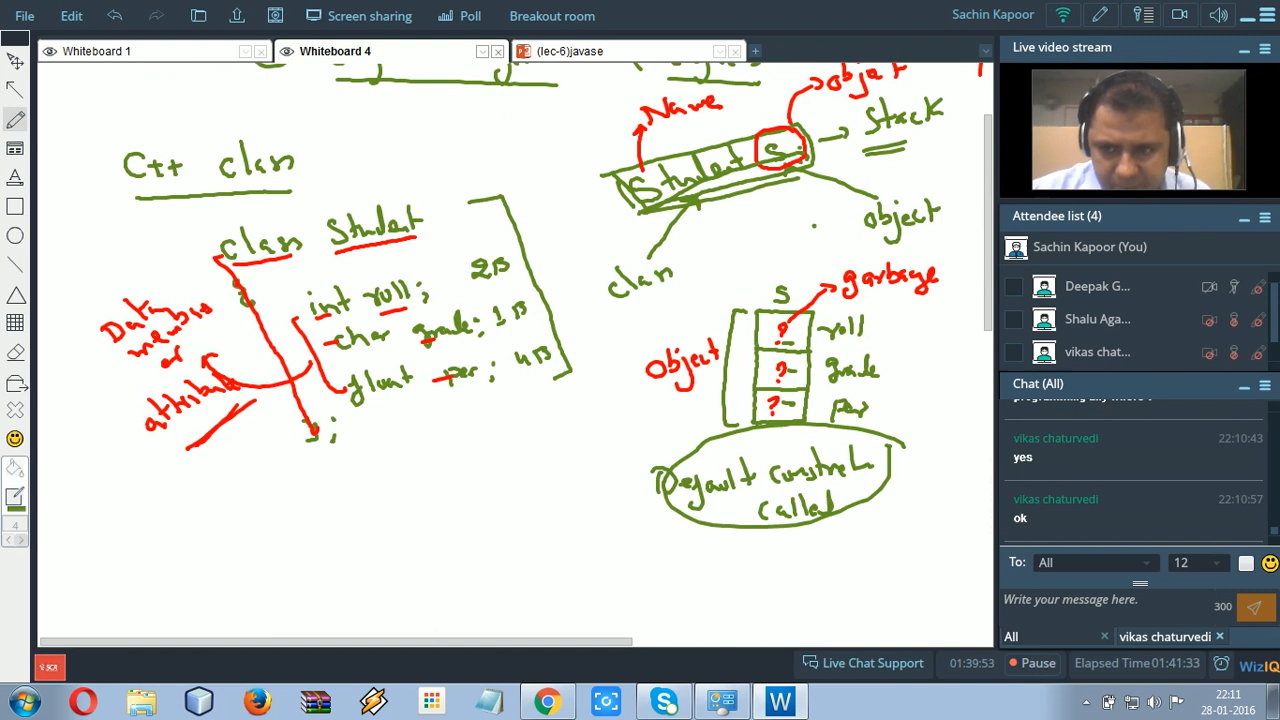 File Edit View Screen sharing Poll Breakout room Sachin Kapoor
Whiteboard 1 Whiteboard 4 (lec-6)javase
Live video stream
Name
object
Student s
Stack
object
class
C++ class
class Student
{
int roll; 2B
char grade; 1B
float per; 4B
};
Data members
or
attributes
s
garbage
object
? roll
? grade
? per
Default constructor
called
Attendee list (4)
Sachin Kapoor (You)
Deepak G...
Shalu Aga...
vikas chat...
Chat (All)
vikas chaturvedi 22:10:43
yes
vikas chaturvedi 22:10:57
ok
To: All 12
Write your message here. 300
All vikas chaturvedi
4
Live Chat Support 01:39:53 Pause Elapsed Time 01:41:33 WizIQ
22:11
28-01-2016